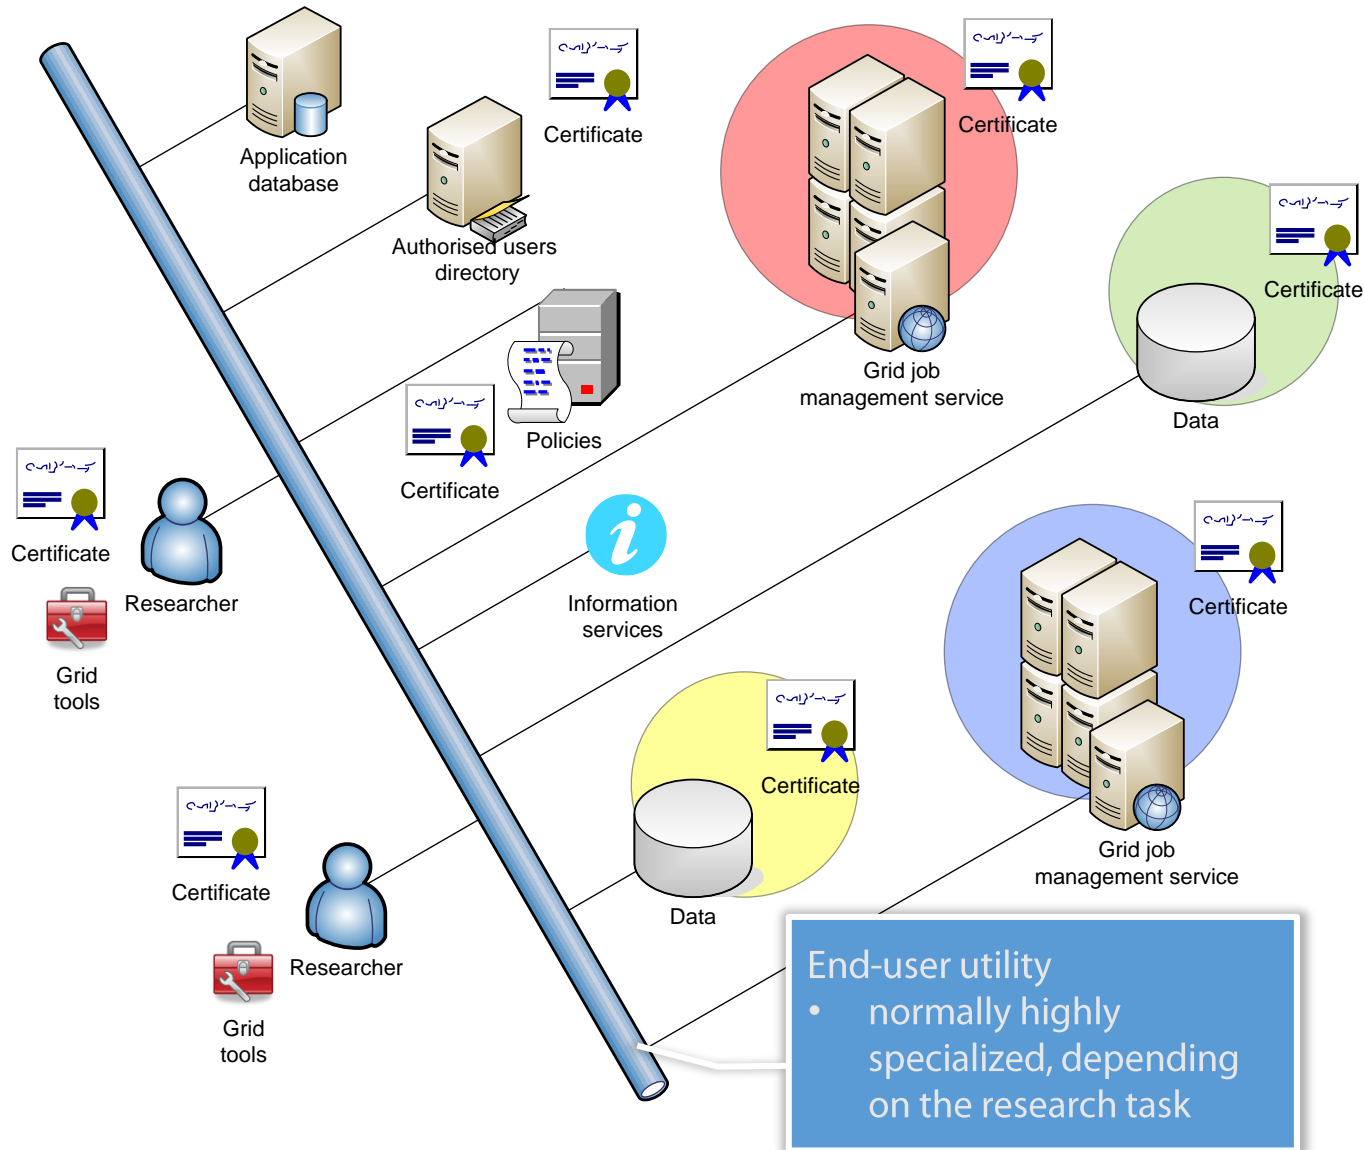 Application
database
Certificate
Certificate
Authorised users
directory
Certificate
Grid job
management service
Data
Policies
Certificate
Certificate
Researcher
Grid
tools
Information
services
Certificate
Certificate
Grid job
management service
Data
Certificate
Researcher
Grid
tools
End-user utility
• normally highly
specialized, depending
on the research task